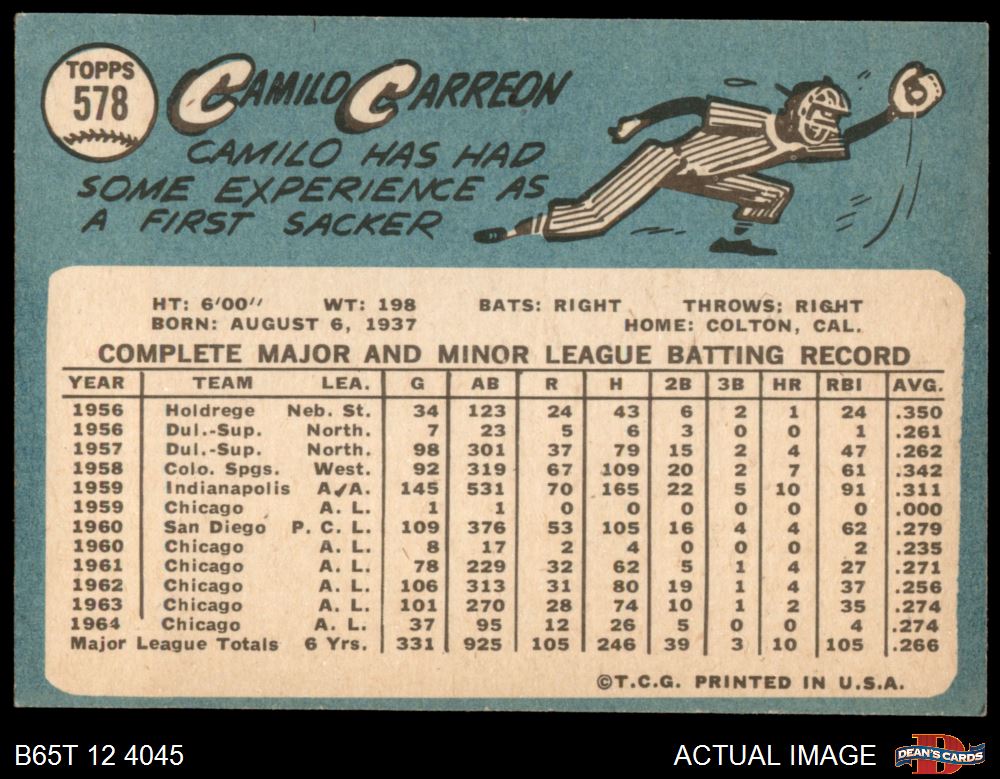 TOPPS
578
CAMILO CARREON
CAMILO HAS HAD
SOME EXPERIENCE AS
A FIRST SACKER
HT: 6'00" WT: 198 BATS: RIGHT THROWS: RIGHT
BORN: AUGUST 6, 1937 HOME: COLTON, CAL.
COMPLETE MAJOR AND MINOR LEAGUE BATTING RECORD
YEAR TEAM LEA. G AB R H 2B 3B HR RBI AVG.
1956 Holdrege Neb. St. 34 123 24 43 6 2 1 24 .350
1956 Dul.-Sup. North. 7 23 5 6 3 0 0 1 .261
1957 Dul.-Sup. North. 98 301 37 79 15 2 4 47 .262
1958 Colo. Spgs. West. 92 319 67 109 20 2 7 61 .342
1959 Indianapolis A.A. 145 531 70 165 22 5 10 91 .311
1959 Chicago A. L. 1 1 0 0 0 0 0 0 .000
1960 San Diego P. C. L. 109 376 53 105 16 4 4 62 .279
1960 Chicago A. L. 8 17 2 4 0 0 0 2 .235
1961 Chicago A. L. 78 229 32 62 5 1 4 27 .271
1962 Chicago A. L. 106 313 31 80 19 1 4 37 .256
1963 Chicago A. L. 101 270 28 74 10 1 2 35 .274
1964 Chicago A. L. 37 95 12 26 5 0 0 4 .274
Major League Totals 6 Yrs. 331 925 105 246 39 3 10 105 .266
©T.C.G. PRINTED IN U.S.A.
B65T 12 4045 ACTUAL IMAGE DEAN'S CARDS